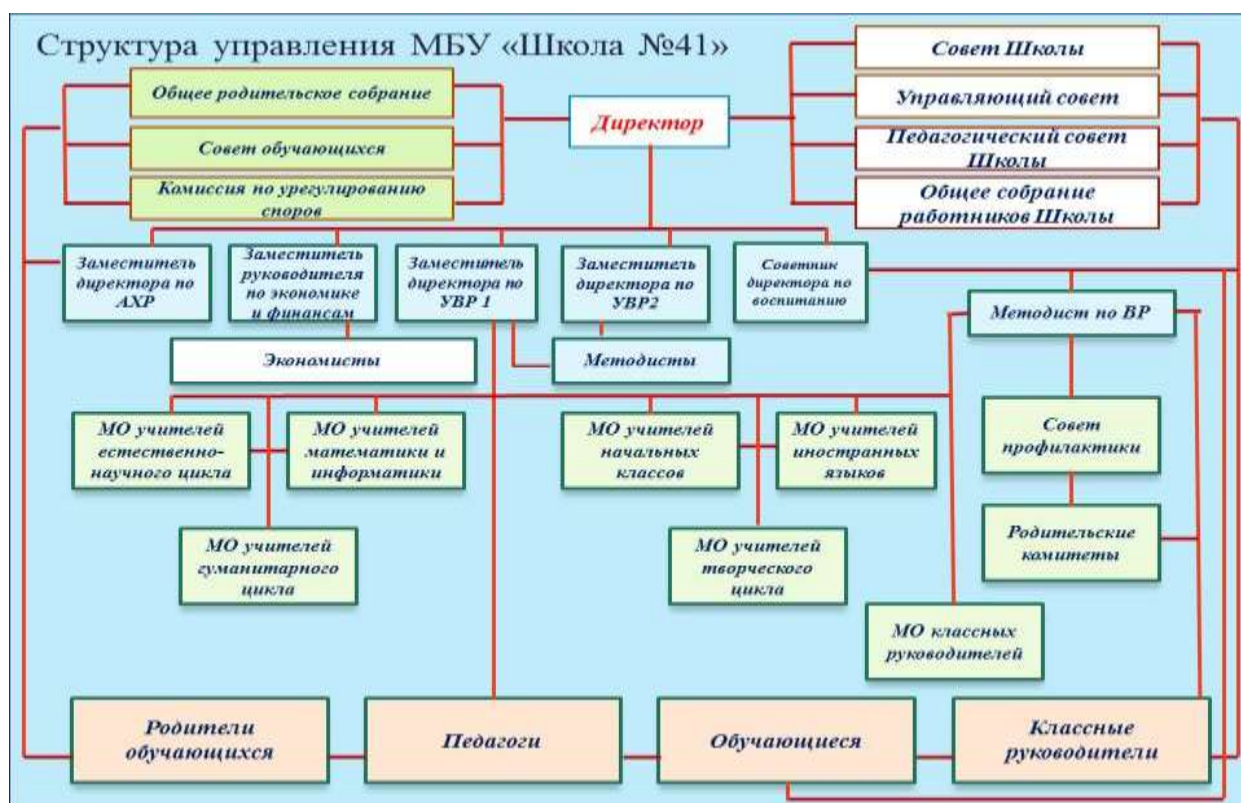 Структура управления МБУ «Школа №41»
Общее родительское собрание
Совет обучающихся
Комиссия по урегулированию
споров
Директор
Совет Школы
Управляющий совет
Педагогический совет
Школы
Общее собрание
работников Школы
Заместитель
директора по
АХР
Заместитель
руководителя
по экономике
и финансам
Заместитель
директора по
УВР 1
Заместитель
директора по
УВР2
Советник
директора по
воспитанию
Методист по ВР
Экономисты
Методисты
МО учителей
естественно-
научного цикла
МО учителей
математики и
информатики
МО учителей
начальных
классов
МО учителей
иностранных
языков
Совет
профилактики
МО учителей
гуманитарного
цикла
МО учителей
творческого
цикла
Родительские
комитеты
МО классных
руководителей
Родители
обучающихся
Педагоги
Обучающиеся
Классные
руководители